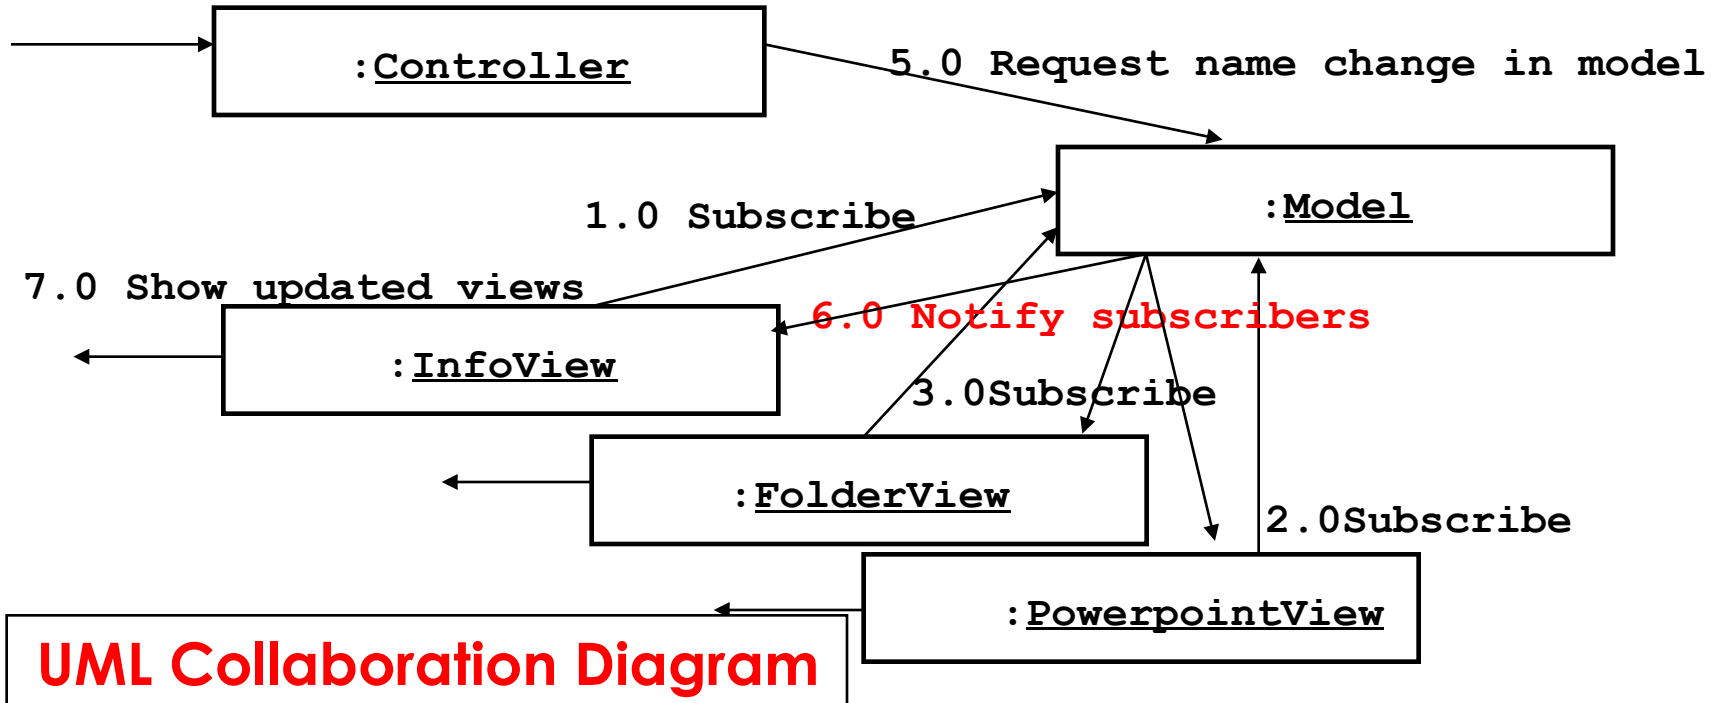 :Controller
5.0 Request name change in model
:Model
1.0 Subscribe
7.0 Show updated views
6.0 Notify subscribers
:InfoView
3.0Subscribe
:FolderView
2.0Subscribe
:PowerpointView
UML Collaboration Diagram